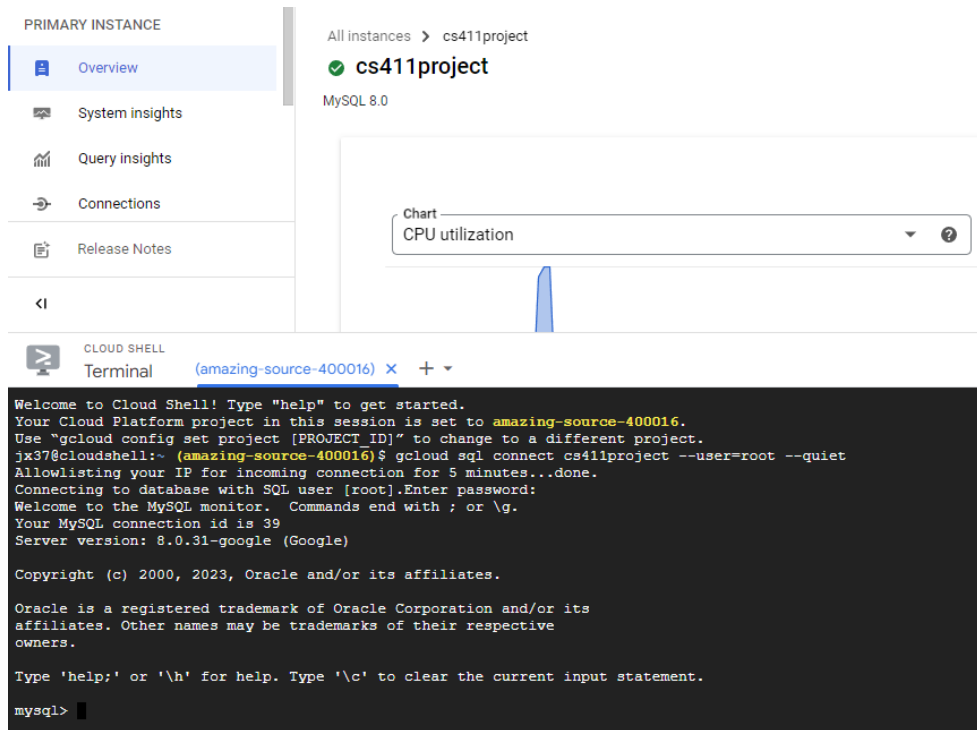 PRIMARY INSTANCE
Overview
System insights
Query insights
Connections
Release Notes
All instances > cs411project
cs411project
MySQL 8.0
Chart
CPU utilization
CLOUD SHELL
Terminal
(amazing-source-400016)
Welcome to Cloud Shell! Type "help" to get started.
Your Cloud Platform project in this session is set to amazing-source-400016.
Use “gcloud config set project [PROJECT_ID]” to change to a different project.
jx37@cloudshell:~ (amazing-source-400016)$ gcloud sql connect cs411project --user=root --quiet
Allowlisting your IP for incoming connection for 5 minutes...done.
Connecting to database with SQL user [root].Enter password:
Welcome to the MySQL monitor.  Commands end with ; or \g.
Your MySQL connection id is 39
Server version: 8.0.31-google (Google)
Copyright (c) 2000, 2023, Oracle and/or its affiliates.
Oracle is a registered trademark of Oracle Corporation and/or its
affiliates. Other names may be trademarks of their respective
owners.
Type 'help;' or '\h' for help. Type '\c' to clear the current input statement.
mysql>